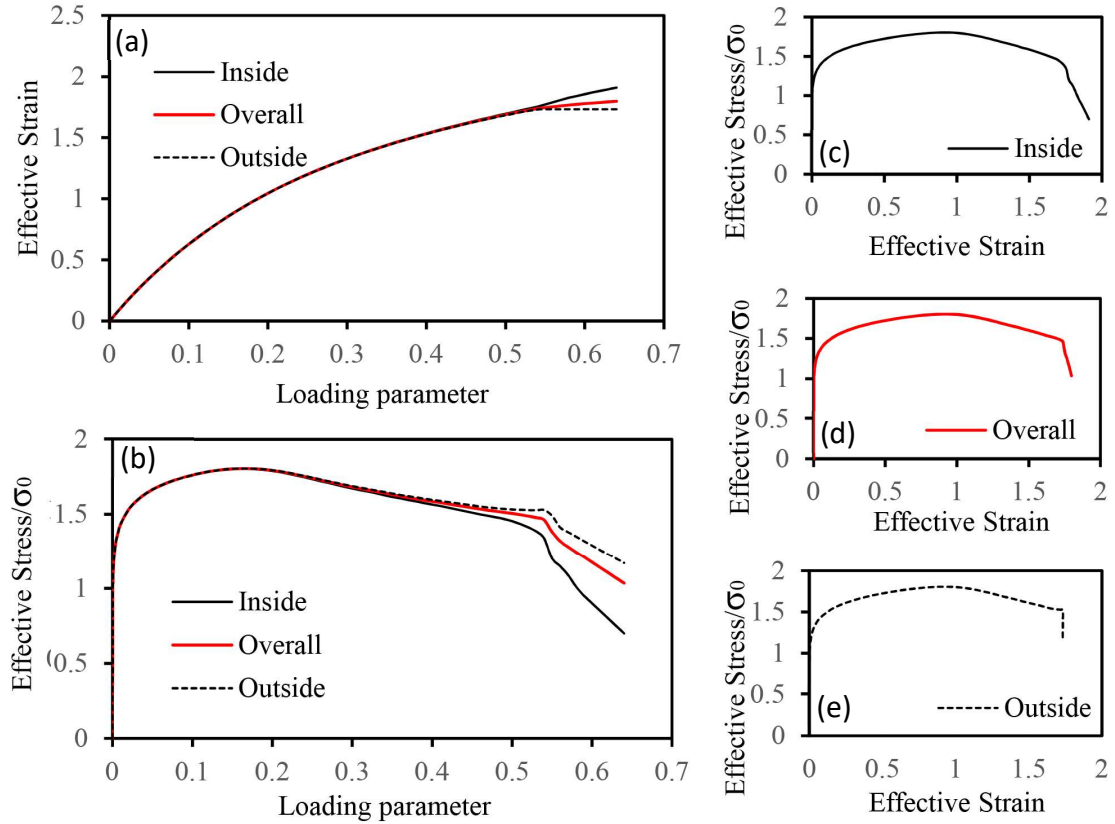 (a)
Effective Strain
2.5
2
1.5
1
0.5
0
Inside
Overall
Outside
0 0.1 0.2 0.3 0.4 0.5 0.6 0.7
Loading parameter
(b)
Effective Stress/σ0
2
1.5
1
0.5
0
Inside
Overall
Outside
0 0.1 0.2 0.3 0.4 0.5 0.6 0.7
Loading parameter
(c)
Effective Stress/σ0
2
1.5
1
0.5
0
Inside
0 0.5 1 1.5 2
Effective Strain
(d)
Effective Stress/σ0
2
1.5
1
0.5
0
Overall
0 0.5 1 1.5 2
Effective Strain
(e)
Effective Stress/σ0
2
1.5
1
0.5
0
Outside
0 0.5 1 1.5 2
Effective Strain